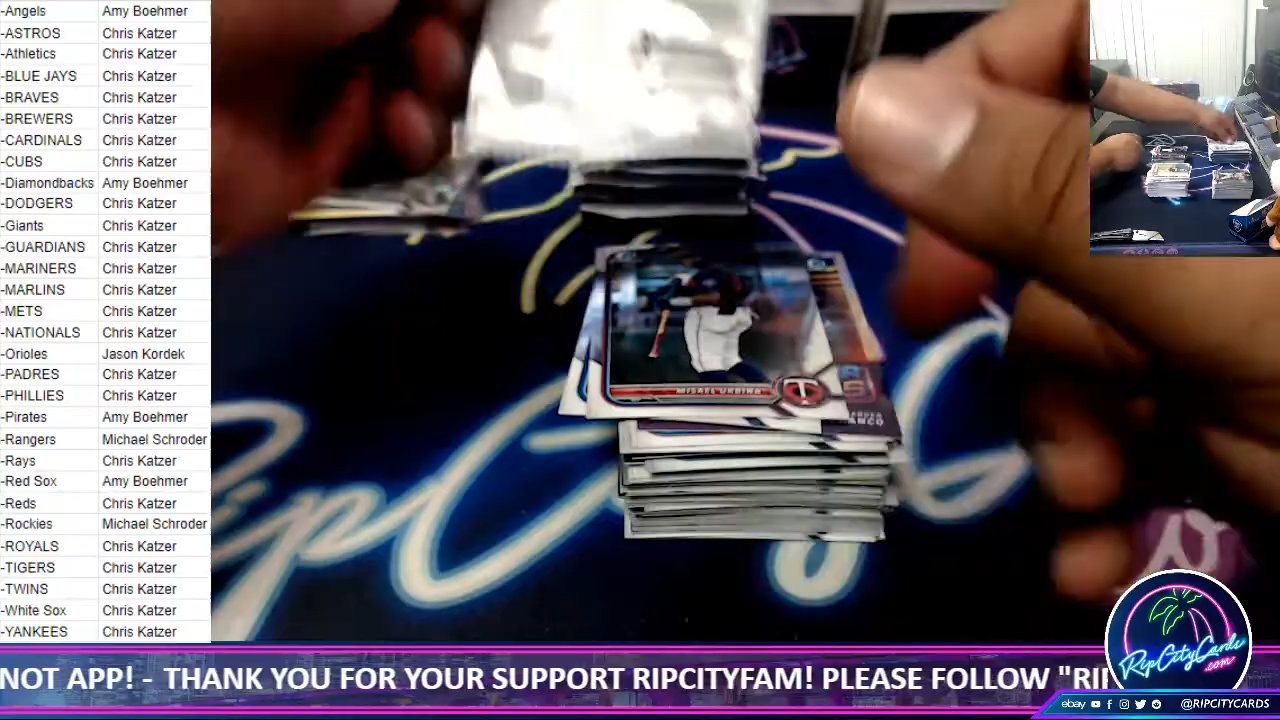 -Angels Amy Boehmer
-ASTROS Chris Katzer
-Athletics Chris Katzer
-BLUE JAYS Chris Katzer
-BRAVES Chris Katzer
-BREWERS Chris Katzer
-CARDINALS Chris Katzer
-CUBS Chris Katzer
-Diamondbacks Amy Boehmer
-DODGERS Chris Katzer
-Giants Chris Katzer
-GUARDIANS Chris Katzer
-MARINERS Chris Katzer
-MARLINS Chris Katzer
-METS Chris Katzer
-NATIONALS Chris Katzer
-Orioles Jason Kordek
-PADRES Chris Katzer
-PHILLIES Chris Katzer
-Pirates Amy Boehmer
-Rangers Michael Schroder
-Rays Chris Katzer
-Red Sox Amy Boehmer
-Reds Chris Katzer
-Rockies Michael Schroder
-ROYALS Chris Katzer
-TIGERS Chris Katzer
-TWINS Chris Katzer
-White Sox Chris Katzer
-YANKEES Chris Katzer
MISAEL URBINA
T
RipCityCards
.com
NOT APP! - THANK YOU FOR YOUR SUPPORT RIPCITYFAM! PLEASE FOLLOW "RI
ebay @RIPCITYCARDS